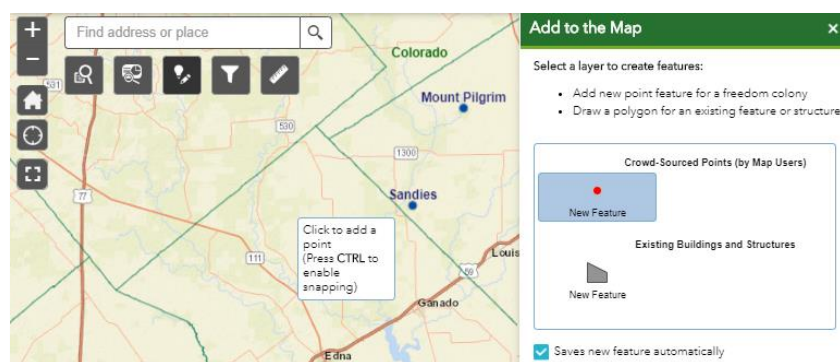 Find address or place
Colorado
Mount Pilgrim
531
530
1300
77
Sandies
Click to add a
point
(Press CTRL to
enable
snapping)
111
Louis
59
Ganado
Edna
Add to the Map
Select a layer to create features:
• Add new point feature for a freedom colony
• Draw a polygon for an existing feature or structure
Crowd-Sourced Points (by Map Users)
New Feature
Existing Buildings and Structures
New Feature
Saves new feature automatically